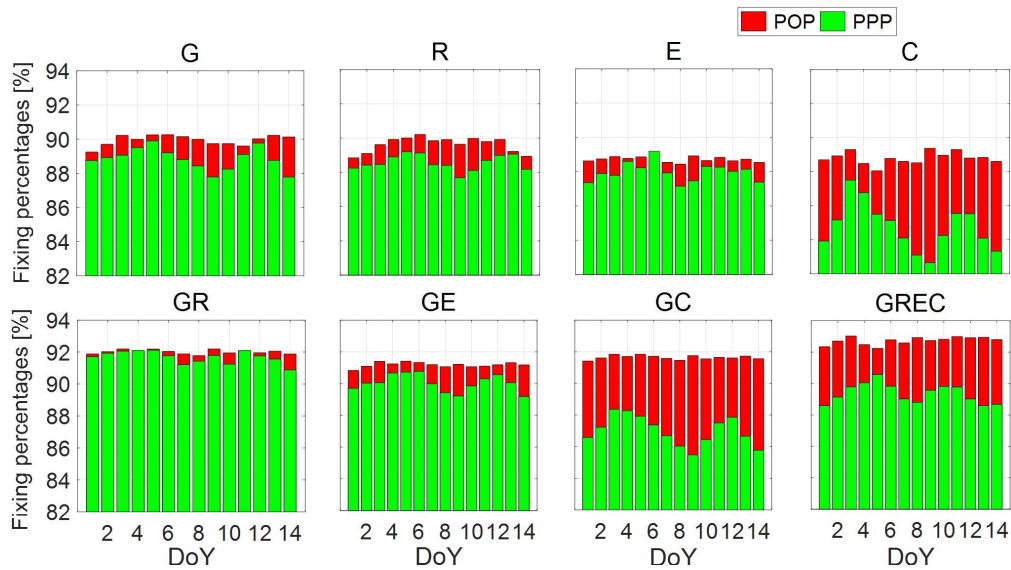 POP PPP
G R E C
Fixing percentages [%]
94
92
90
88
86
84
82
GR GE GC GREC
Fixing percentages [%]
94
92
90
88
86
84
82
2 4 6 8 10 12 14 2 4 6 8 10 12 14 2 4 6 8 10 12 14 2 4 6 8 10 12 14
DoY DoY DoY DoY